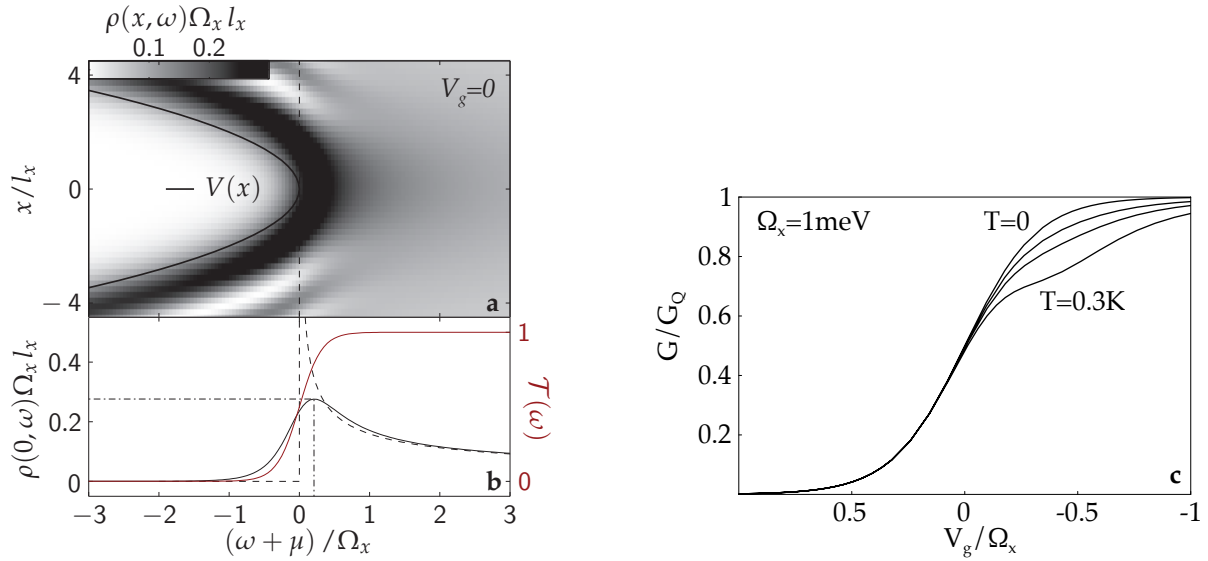 ρ(x, ω)Ω_x l_x
0.1 0.2
V_g=0
4
0
−4
x/l_x
V(x)
a
ρ(0, ω)Ω_x l_x
0.4
0.2
0
1
0
𝒯(ω)
b
−3 −2 −1 0 1 2 3
(ω + μ) /Ω_x
G/G_Q
1
0.8
0.6
0.4
0.2
Ω_x=1meV
T=0
T=0.3K
c
0.5 0 -0.5 -1
V_g/Ω_x